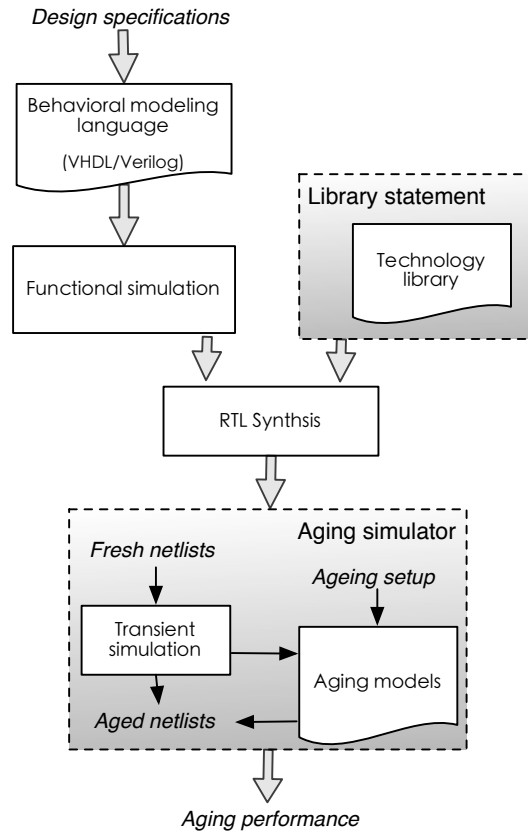 Design specifications
Behavioral modeling
language
(VHDL/Verilog)
Library statement
Technology
library
Functional simulation
RTL Synthsis
Aging simulator
Fresh netlists
Ageing setup
Transient
simulation
Aging models
Aged netlists
Aging performance